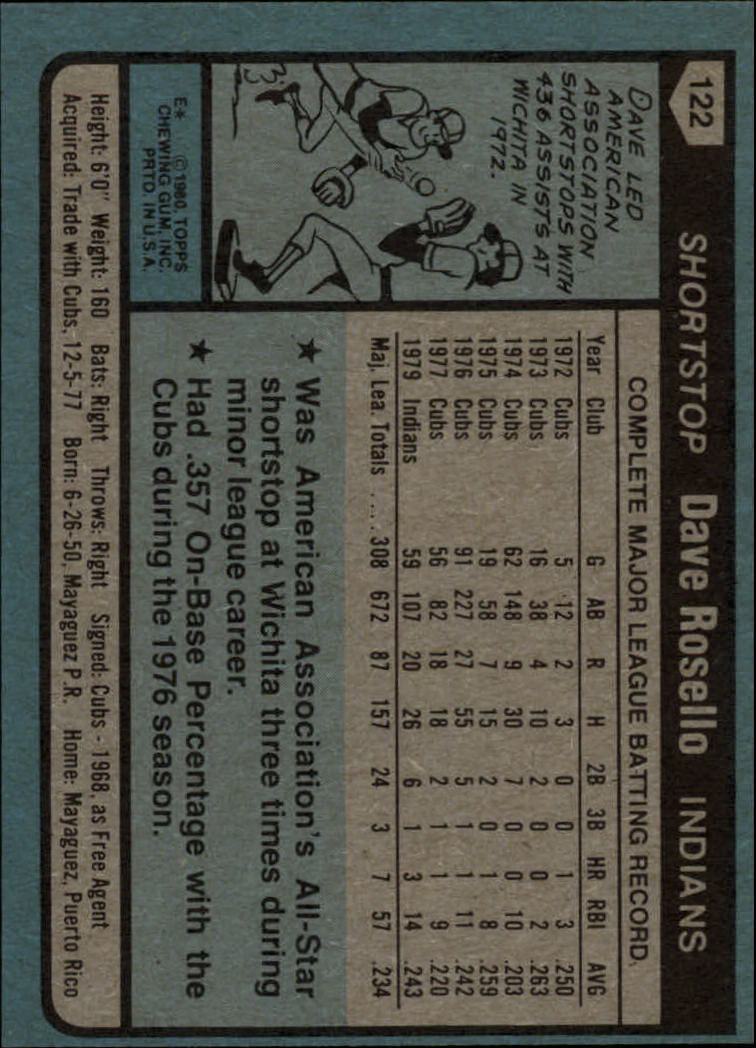 122
SHORTSTOP Dave Rosello INDIANS
DAVE LED
AMERICAN
ASSOCIATION
SHORTSTOPS WITH
436 ASSISTS AT
WICHITA IN
1972.
E* © 1980, TOPPS
CHEWING GUM, INC.
PRTD. IN U.S.A.
COMPLETE MAJOR LEAGUE BATTING RECORD
Year Club G AB R H 2B 3B HR RBI AVG
1972 Cubs 5 12 2 3 0 0 1 3 .250
1973 Cubs 16 38 4 10 2 0 0 2 .263
1974 Cubs 62 148 9 30 7 0 0 10 .203
1975 Cubs 19 58 7 15 2 0 1 8 .259
1976 Cubs 91 227 27 55 5 1 1 11 .242
1977 Cubs 56 82 18 18 2 1 1 9 .220
1979 Indians 59 107 20 26 6 1 3 14 .243
Maj. Lea. Totals .... 308 672 87 157 24 3 7 57 .234
★ Was American Association's All-Star
shortstop at Wichita three times during
minor league career.
★ Had .357 On-Base Percentage with the
Cubs during the 1976 season.
Height: 6'0" Weight: 160 Bats: Right Throws: Right Signed: Cubs - 1968, as Free Agent
Acquired: Trade with Cubs, 12-5-77 Born: 6-26-50, Mayaguez P.R. Home: Mayaguez, Puerto Rico